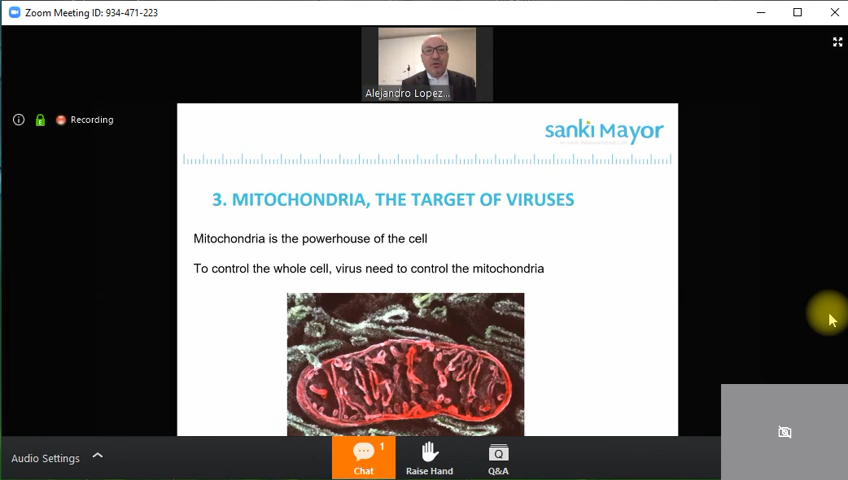 Zoom Meeting ID: 934-471-223
Alejandro Lopez...
Recording
sanki Mayor
3. MITOCHONDRIA, THE TARGET OF VIRUSES
Mitochondria is the powerhouse of the cell
To control the whole cell, virus need to control the mitochondria
Audio Settings
1
Chat
Raise Hand
Q
Q&A